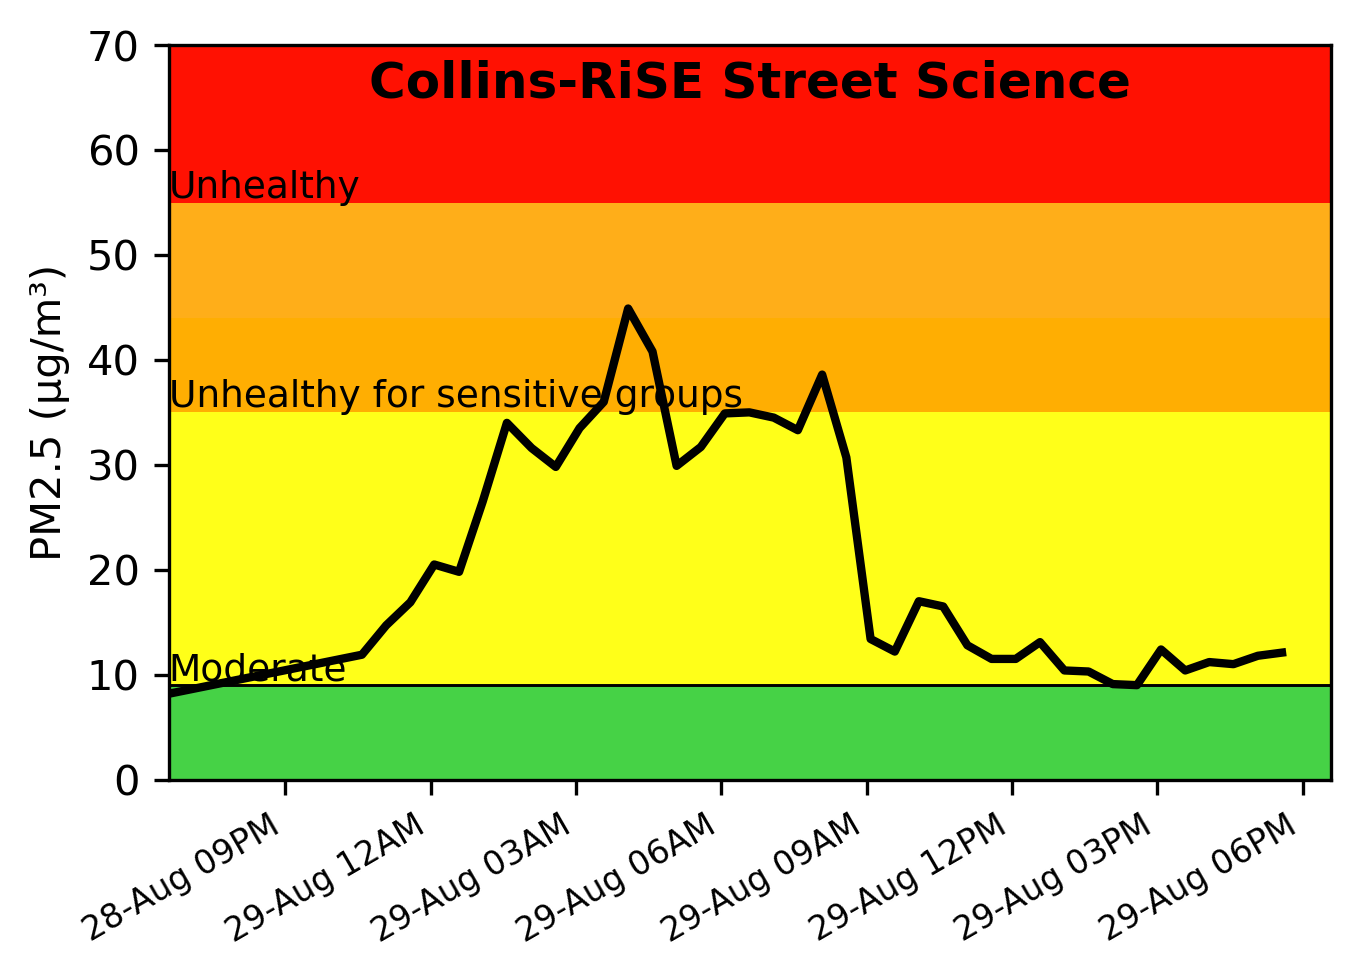 Collins-RiSE Street Science
70
60
50
40
30
20
10
0
PM2.5 (µg/m³)
Unhealthy
Unhealthy for sensitive groups
Moderate
28-Aug 09PM
29-Aug 12AM
29-Aug 03AM
29-Aug 06AM
29-Aug 09AM
29-Aug 12PM
29-Aug 03PM
29-Aug 06PM